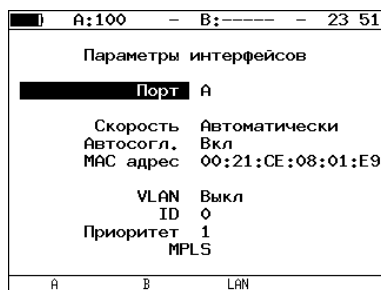 A:100 – B:----- – 23 51
Параметры интерфейсов
Порт A
Скорость Автоматически
Автосогл. Вкл
MAC адрес 00:21:CE:08:01:E9
VLAN Выкл
ID 0
Приоритет 1
MPLS
A B LAN